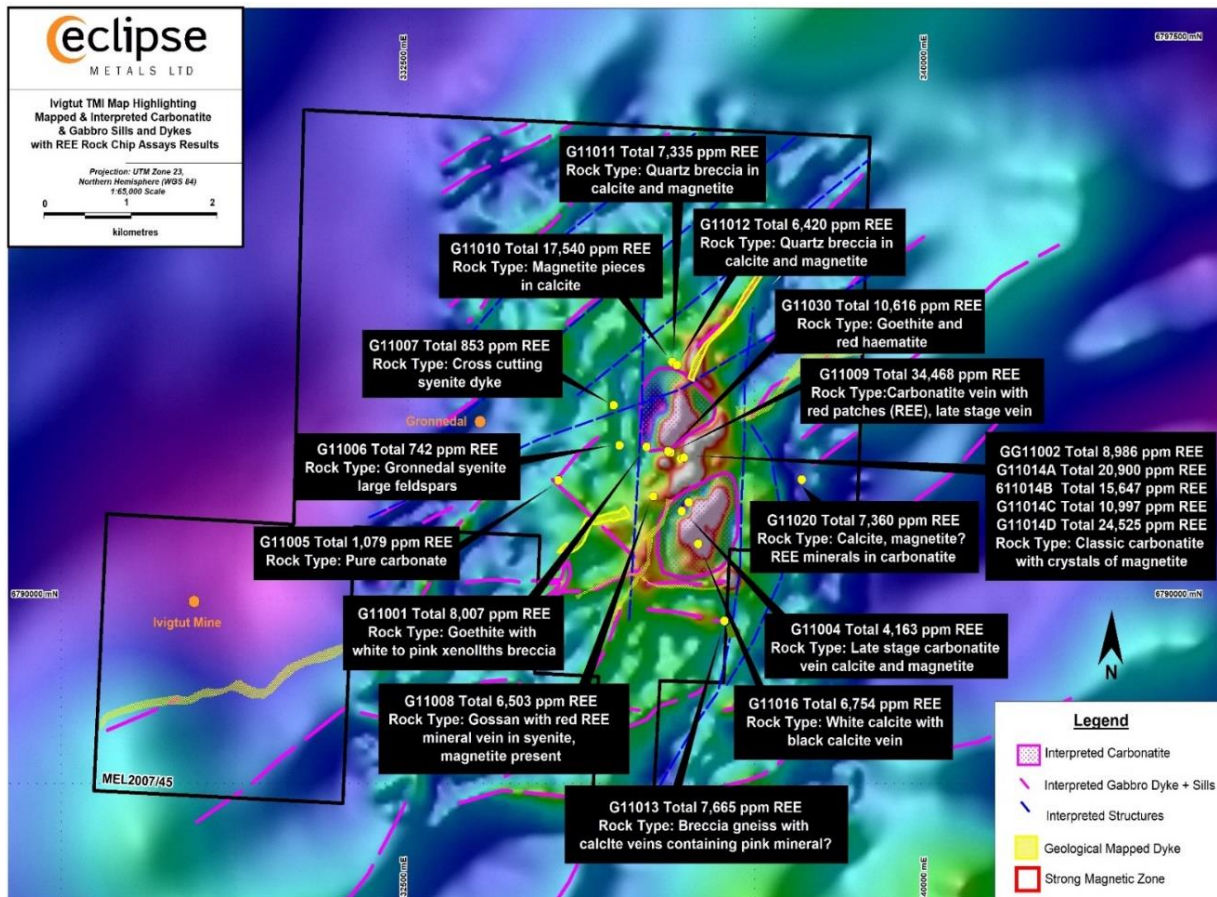 eclipse
METALS LTD
Ivigtut TMI Map Highlighting
Mapped & Interpreted Carbonatite
& Gabbro Sills and Dykes
with REE Rock Chip Assays Results
Projection: UTM Zone 23,
Northern Hemisphere (WGS 84)
1:65,000 Scale
0 1 2
kilometres
332500 mE
340000 mE
6797500 mN
G11011 Total 7,335 ppm REE
Rock Type: Quartz breccia in
calcite and magnetite
G11012 Total 6,420 ppm REE
Rock Type: Quartz breccia in
calcite and magnetite
G11010 Total 17,540 ppm REE
Rock Type: Magnetite pieces
in calcite
G11030 Total 10,616 ppm REE
Rock Type: Goethite and
red haematite
G11007 Total 853 ppm REE
Rock Type: Cross cutting
syenite dyke
G11009 Total 34,468 ppm REE
Rock Type:Carbonatite vein with
red patches (REE), late stage vein
Gronnedal
G11006 Total 742 ppm REE
Rock Type: Gronnedal syenite
large feldspars
GG11002 Total 8,986 ppm REE
G11014A Total 20,900 ppm REE
611014B Total 15,647 ppm REE
G11014C Total 10,997 ppm REE
G11014D Total 24,525 ppm REE
Rock Type: Classic carbonatite
with crystals of magnetite
G11005 Total 1,079 ppm REE
Rock Type: Pure carbonate
G11020 Total 7,360 ppm REE
Rock Type: Calcite, magnetite?
REE minerals in carbonatite
6790000 mN
6790000 mN
Ivigtut Mine
G11001 Total 8,007 ppm REE
Rock Type: Goethite with
white to pink xenollths breccia
G11004 Total 4,163 ppm REE
Rock Type: Late stage carbonatite
vein calcite and magnetite
N
G11008 Total 6,503 ppm REE
Rock Type: Gossan with red REE
mineral vein in syenite,
magnetite present
G11016 Total 6,754 ppm REE
Rock Type: White calcite with
black calcite vein
MEL2007/45
G11013 Total 7,665 ppm REE
Rock Type: Breccia gneiss with
calcite veins containing pink mineral?
Legend
Interpreted Carbonatite
Interpreted Gabbro Dyke + Sills
Interpreted Structures
Geological Mapped Dyke
Strong Magnetic Zone
332500 mE
340000 mE